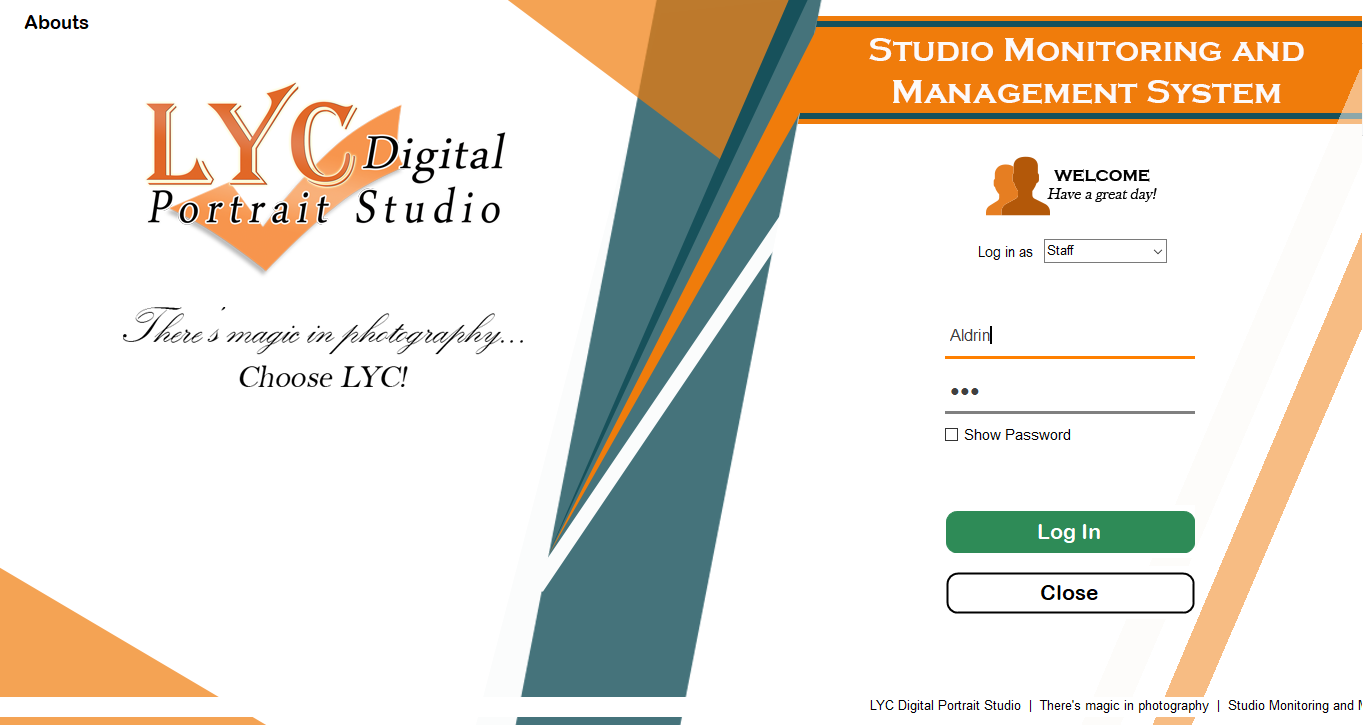 Abouts
STUDIO MONITORING AND
MANAGEMENT SYSTEM
LYC Digital
Portrait Studio
WELCOME
Have a great day!
Log in as Staff
There's magic in photography...
Choose LYC!
Aldrin
•••
Show Password
Log In
Close
LYC Digital Portrait Studio | There's magic in photography | Studio Monitoring and